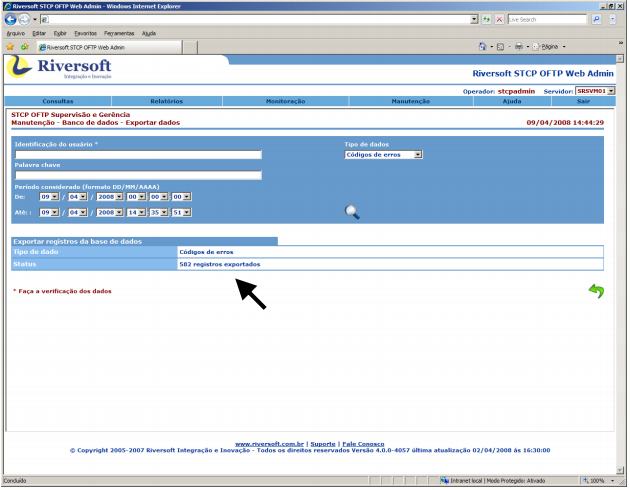 Riversoft STCP OFTP Web Admin - Windows Internet Explorer
Live Search
Arquivo Editar Exibir Favoritos Ferramentas Ajuda
Riversoft STCP OFTP Web Admin
Página
Riversoft
Integração e Inovação
Riversoft STCP OFTP Web Admin
Operador: stcpadmin Servidor: SRSVM01
Consultas Relatórios Monitoração Manutenção Ajuda Sair
STCP OFTP Supervisão e Gerência
Manutenção - Banco de dados - Exportar dados 09/04/2008 14:44:29
Identificação do usuário * Tipo de dados
Códigos de erros
Palavra chave
Período considerado (formato DD/MM/AAAA)
De: 09 / 04 / 2008 00 : 00 : 00
Até: : 09 / 04 / 2008 14 : 35 : 51
Exportar registros da base de dados
Tipo de dado Códigos de erros
Status 582 registros exportados
* Faça a verificação dos dados
www.riversoft.com.br | Suporte | Fale Conosco
© Copyright 2005-2007 Riversoft Integração e Inovação - Todos os direitos reservados Versão 4.0.0-4057 última atualização 02/04/2008 às 16:30:00
Concluído Intranet local | Modo Protegido: Ativado 100%